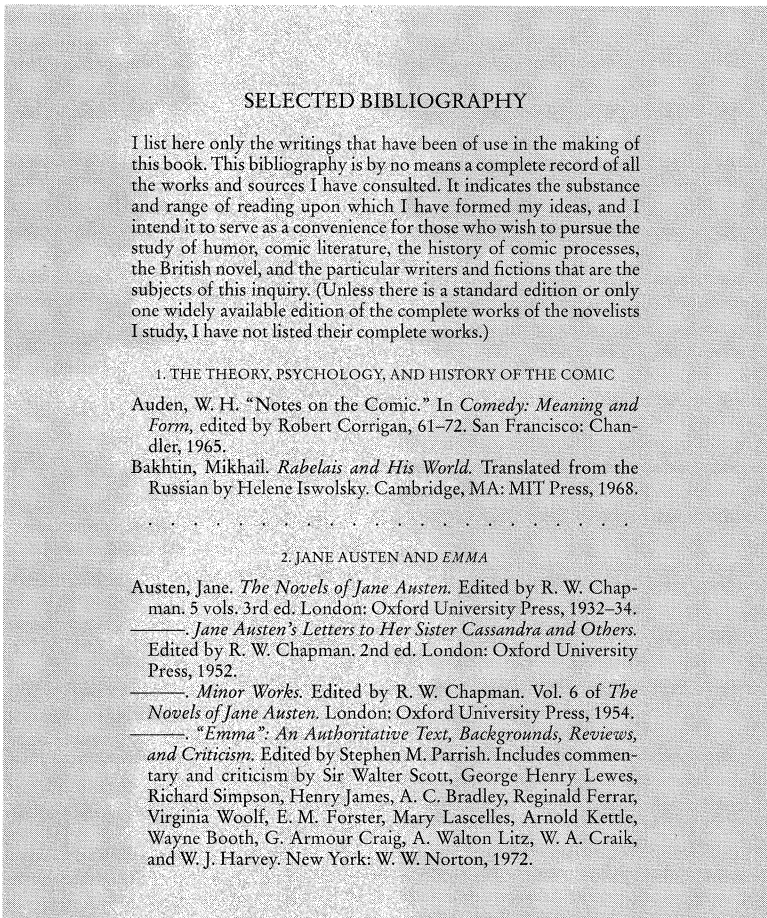 SELECTED BIBLIOGRAPHY
I list here only the writings that have been of use in the making of
this book. This bibliography is by no means a complete record of all
the works and sources I have consulted. It indicates the substance
and range of reading upon which I have formed my ideas, and I
intend it to serve as a convenience for those who wish to pursue the
study of humor, comic literature, the history of comic processes,
the British novel, and the particular writers and fictions that are the
subjects of this inquiry. (Unless there is a standard edition or only
one widely available edition of the complete works of the novelists
I study, I have not listed their complete works.)
1. THE THEORY, PSYCHOLOGY, AND HISTORY OF THE COMIC
Auden, W. H. “Notes on the Comic.” In Comedy: Meaning and
Form, edited by Robert Corrigan, 61–72. San Francisco: Chan-
dler, 1965.
Bakhtin, Mikhail. Rabelais and His World. Translated from the
Russian by Helene Iswolsky. Cambridge, MA: MIT Press, 1968.
. . . . . . . . . . . . . . . . . . . . . .
2. JANE AUSTEN AND EMMA
Austen, Jane. The Novels of Jane Austen. Edited by R. W. Chap-
man. 5 vols. 3rd ed. London: Oxford University Press, 1932–34.
———. Jane Austen’s Letters to Her Sister Cassandra and Others.
Edited by R. W. Chapman. 2nd ed. London: Oxford University
Press, 1952.
———. Minor Works. Edited by R. W. Chapman. Vol. 6 of The
Novels of Jane Austen. London: Oxford University Press, 1954.
———. “Emma”: An Authoritative Text, Backgrounds, Reviews,
and Criticism. Edited by Stephen M. Parrish. Includes commen-
tary and criticism by Sir Walter Scott, George Henry Lewes,
Richard Simpson, Henry James, A. C. Bradley, Reginald Ferrar,
Virginia Woolf, E. M. Forster, Mary Lascelles, Arnold Kettle,
Wayne Booth, G. Armour Craig, A. Walton Litz, W. A. Craik,
and W. J. Harvey. New York: W. W. Norton, 1972.